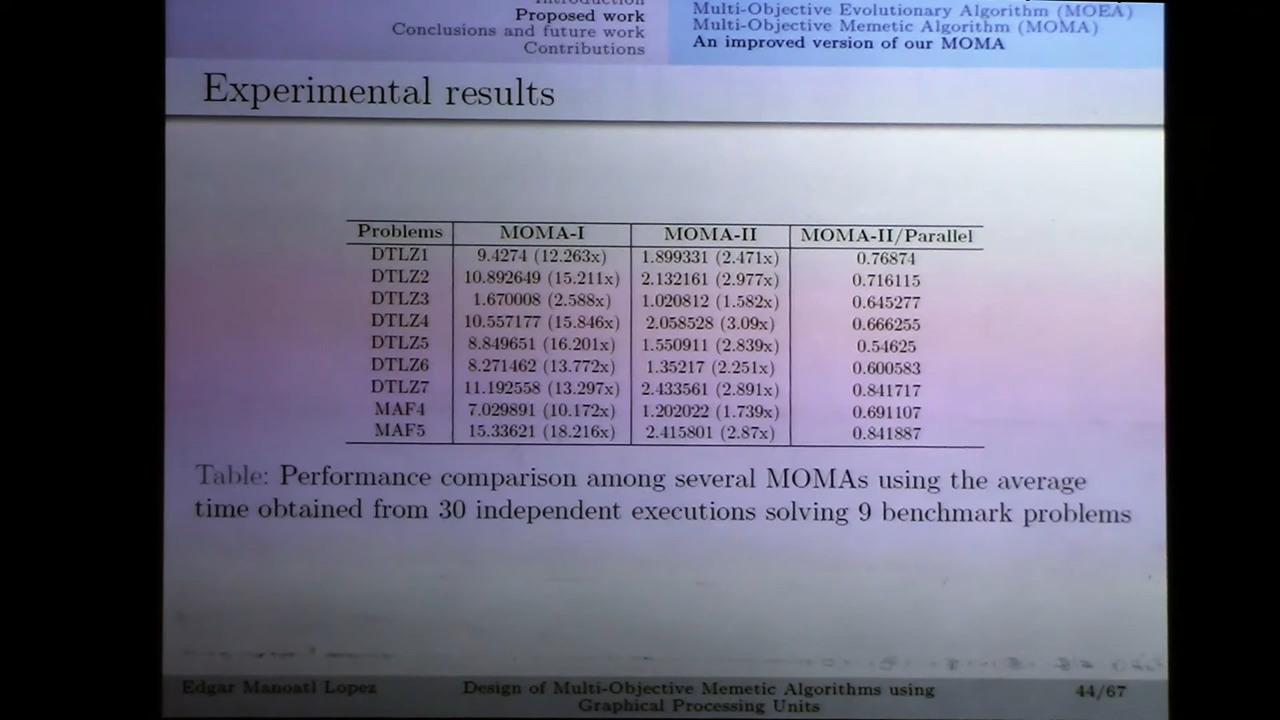 Introduction
Proposed work
Conclusions and future work
Contributions
Multi-Objective Evolutionary Algorithm (MOEA)
Multi-Objective Memetic Algorithm (MOMA)
An improved version of our MOMA
Experimental results
Problems MOMA-I MOMA-II MOMA-II/Parallel
DTLZ1 9.4274 (12.263x) 1.899331 (2.471x) 0.76874
DTLZ2 10.892649 (15.211x) 2.132161 (2.977x) 0.716115
DTLZ3 1.670008 (2.588x) 1.020812 (1.582x) 0.645277
DTLZ4 10.557177 (15.846x) 2.058528 (3.09x) 0.666255
DTLZ5 8.849651 (16.201x) 1.550911 (2.839x) 0.54625
DTLZ6 8.271462 (13.772x) 1.35217 (2.251x) 0.600583
DTLZ7 11.192558 (13.297x) 2.433561 (2.891x) 0.841717
MAF4 7.029891 (10.172x) 1.202022 (1.739x) 0.691107
MAF5 15.33621 (18.216x) 2.415801 (2.87x) 0.841887
Table: Performance comparison among several MOMAs using the average
time obtained from 30 independent executions solving 9 benchmark problems
Edgar Manoatl Lopez
Design of Multi-Objective Memetic Algorithms using
Graphical Processing Units
44/67